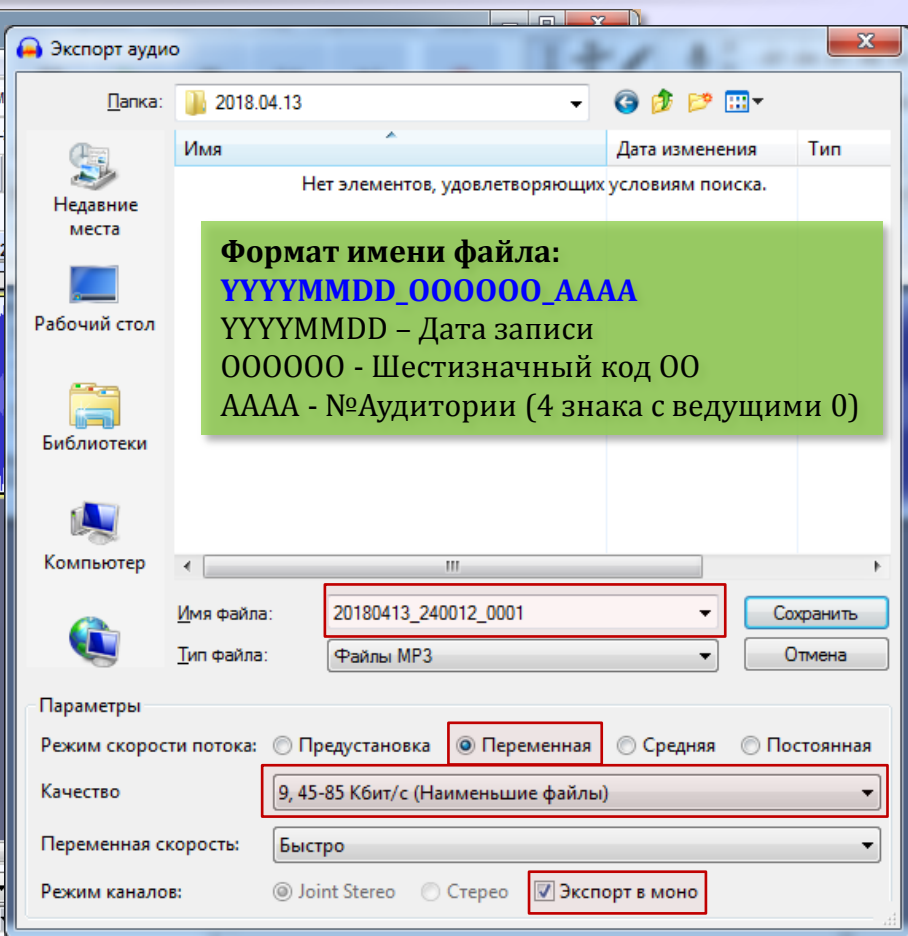 Экспорт аудио
Папка:
2018.04.13
Имя
Дата изменения
Тип
Нет элементов, удовлетворяющих условиям поиска.
Недавние
места
Рабочий стол
Библиотеки
Компьютер
Формат имени файла:
YYYYMMDD_OOOOOO_AAAA
YYYYMMDD – Дата записи
OOOOOO - Шестизначный код ОО
AAAA - №Аудитории (4 знака с ведущими 0)
Имя файла:
20180413_240012_0001
Сохранить
Тип файла:
Файлы MP3
Отмена
Параметры
Режим скорости потока:
Предустановка
Переменная
Средняя
Постоянная
Качество
9, 45-85 Кбит/с (Наименьшие файлы)
Переменная скорость:
Быстро
Режим каналов:
Joint Stereo
Стерео
Экспорт в моно